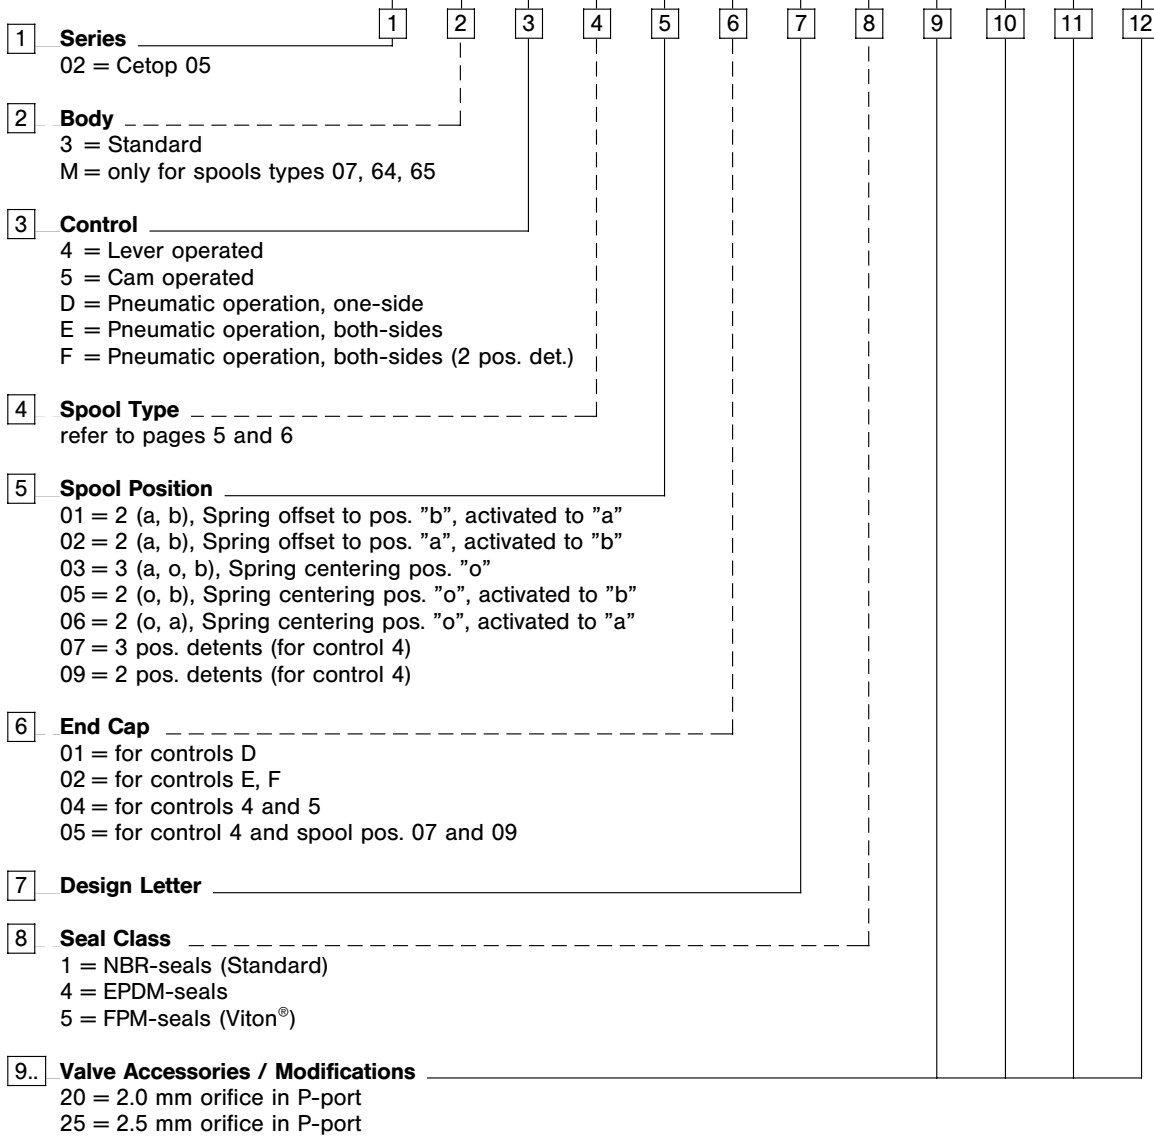 1 2 3 4 5 6 7 8 9 10 11 12
1 Series
02 = Cetop 05
2 Body
3 = Standard
M = only for spools types 07, 64, 65
3 Control
4 = Lever operated
5 = Cam operated
D = Pneumatic operation, one-side
E = Pneumatic operation, both-sides
F = Pneumatic operation, both-sides (2 pos. det.)
4 Spool Type
refer to pages 5 and 6
5 Spool Position
01 = 2 (a, b), Spring offset to pos. ”b”, activated to ”a”
02 = 2 (a, b), Spring offset to pos. ”a”, activated to ”b”
03 = 3 (a, o, b), Spring centering pos. ”o”
05 = 2 (o, b), Spring centering pos. ”o”, activated to ”b”
06 = 2 (o, a), Spring centering pos. ”o”, activated to ”a”
07 = 3 pos. detents (for control 4)
09 = 2 pos. detents (for control 4)
6 End Cap
01 = for controls D
02 = for controls E, F
04 = for controls 4 and 5
05 = for control 4 and spool pos. 07 and 09
7 Design Letter
8 Seal Class
1 = NBR-seals (Standard)
4 = EPDM-seals
5 = FPM-seals (Viton®)
9.. Valve Accessories / Modifications
20 = 2.0 mm orifice in P-port
25 = 2.5 mm orifice in P-port